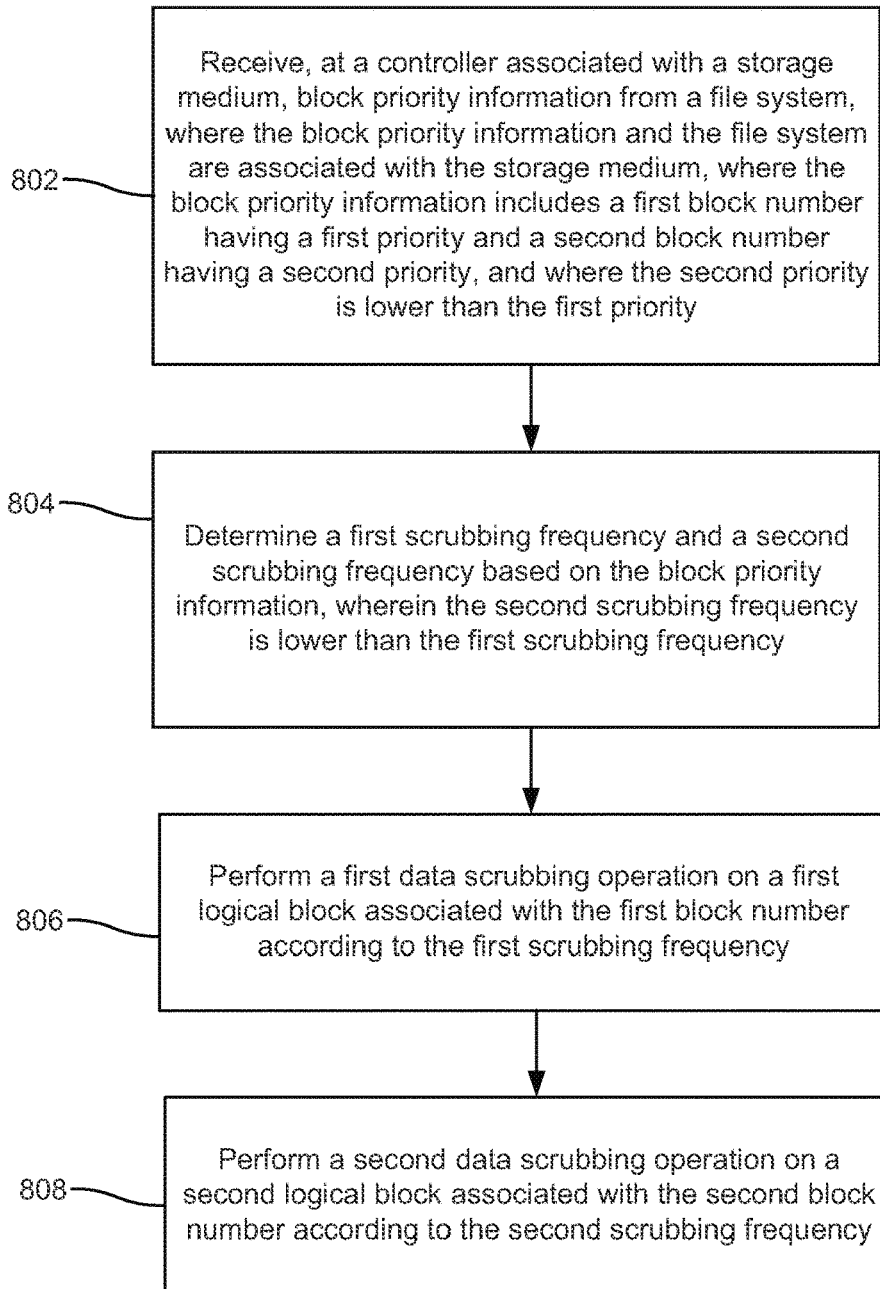 Receive, at a controller associated with a storage
medium, block priority information from a file system,
where the block priority information and the file system
are associated with the storage medium, where the
block priority information includes a first block number
having a first priority and a second block number
having a second priority, and where the second priority
is lower than the first priority
802
804
Determine a first scrubbing frequency and a second
scrubbing frequency based on the block priority
information, wherein the second scrubbing frequency
is lower than the first scrubbing frequency
806
Perform a first data scrubbing operation on a first
logical block associated with the first block number
according to the first scrubbing frequency
808
Perform a second data scrubbing operation on a
second logical block associated with the second block
number according to the second scrubbing frequency